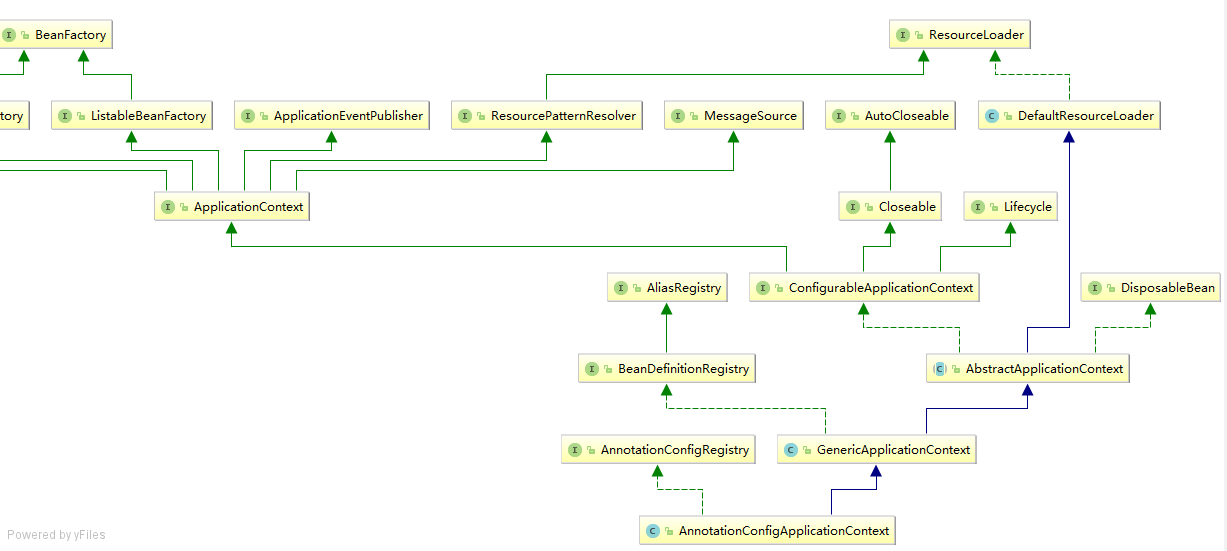 BeanFactory
ResourceLoader
tory
ListableBeanFactory
ApplicationEventPublisher
ResourcePatternResolver
MessageSource
AutoCloseable
DefaultResourceLoader
ApplicationContext
Closeable
Lifecycle
AliasRegistry
ConfigurableApplicationContext
DisposableBean
BeanDefinitionRegistry
AbstractApplicationContext
AnnotationConfigRegistry
GenericApplicationContext
AnnotationConfigApplicationContext
Powered by yFiles